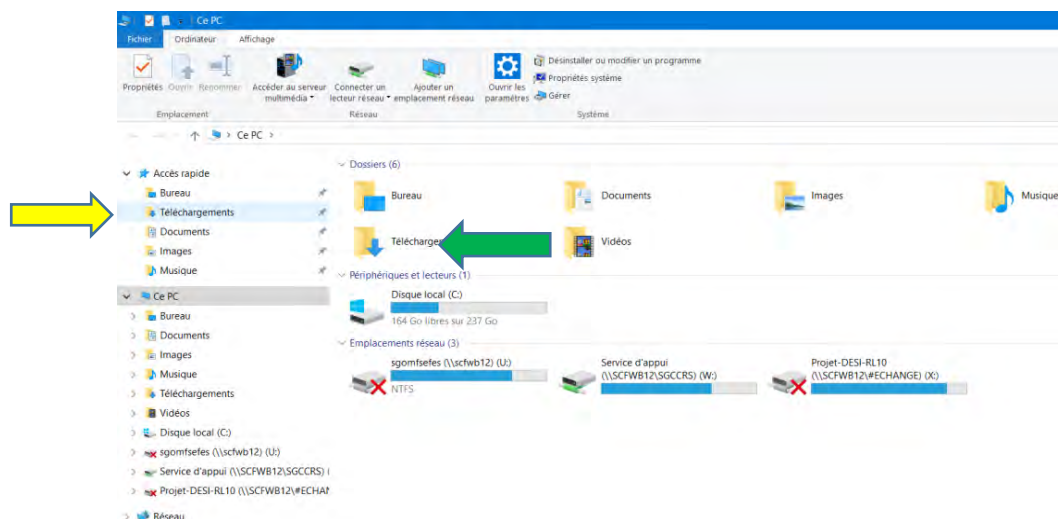 Ce PC
Fichier Ordinateur Affichage
Propriétés Ouvrir Renommer Accéder au serveur multimédia Connecter un lecteur réseau Ajouter un emplacement réseau Ouvrir les paramètres
Désinstaller ou modifier un programme
Propriétés système
Gérer
Emplacement Réseau Système
Ce PC
Accès rapide
Bureau
Téléchargements
Documents
Images
Musique
Ce PC
Bureau
Documents
Images
Musique
Téléchargements
Vidéos
Disque local (C:)
sgomfsefes (\\scfwb12) (U:)
Service d'appui (\\SCFWB12\SGCCRS) (
Projet-DESI-RL10 (\\SCFWB12\#ECHAN
Réseau
Dossiers (6)
Bureau Documents Images Musique
Vidéos
Périphériques et lecteurs (1)
Disque local (C:)
164 Go libres sur 237 Go
Emplacements réseau (3)
sgomfsefes (\\scfwb12) (U:)
NTFS
Service d'appui
(\\SCFWB12\SGCCRS) (W:)
Projet-DESI-RL10
(\\SCFWB12\#ECHANGE) (X:)